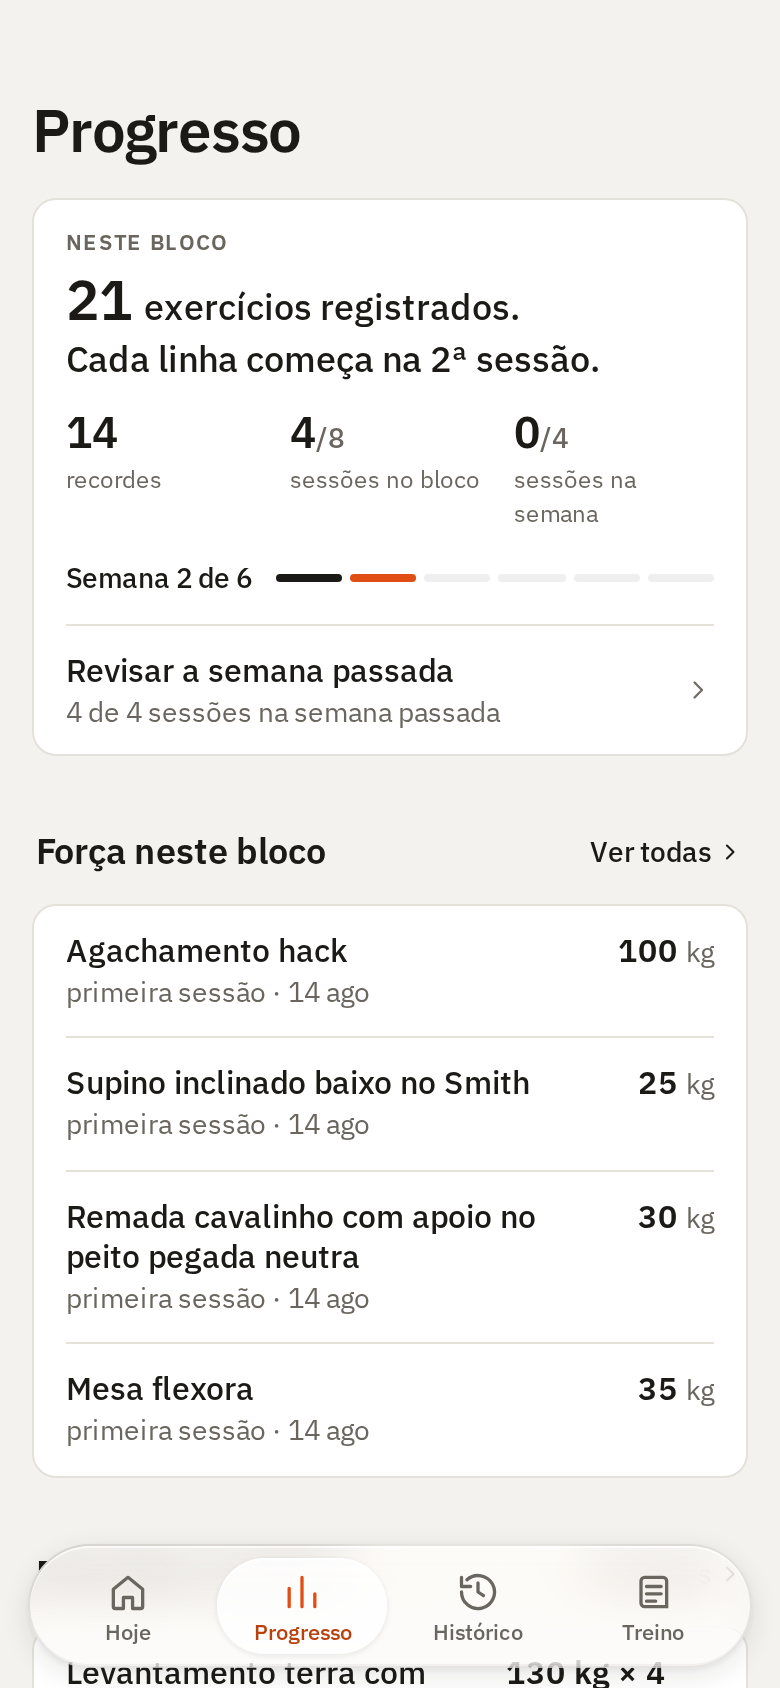 Progresso
NESTE BLOCO
21 exercícios registrados.
Cada linha começa na 2ª sessão.
14
4/8
0/4
recordes
sessões no bloco
sessões na
semana
Semana 2 de 6
Revisar a semana passada
4 de 4 sessões na semana passada
Força neste bloco
Ver todas
Agachamento hack
100 kg
primeira sessão · 14 ago
Supino inclinado baixo no Smith
25 kg
primeira sessão · 14 ago
Remada cavalinho com apoio no
30 kg
peito pegada neutra
primeira sessão · 14 ago
Mesa flexora
35 kg
primeira sessão · 14 ago
Hoje
Progresso
Histórico
Treino
Levantamento terra com
130 kg × 4